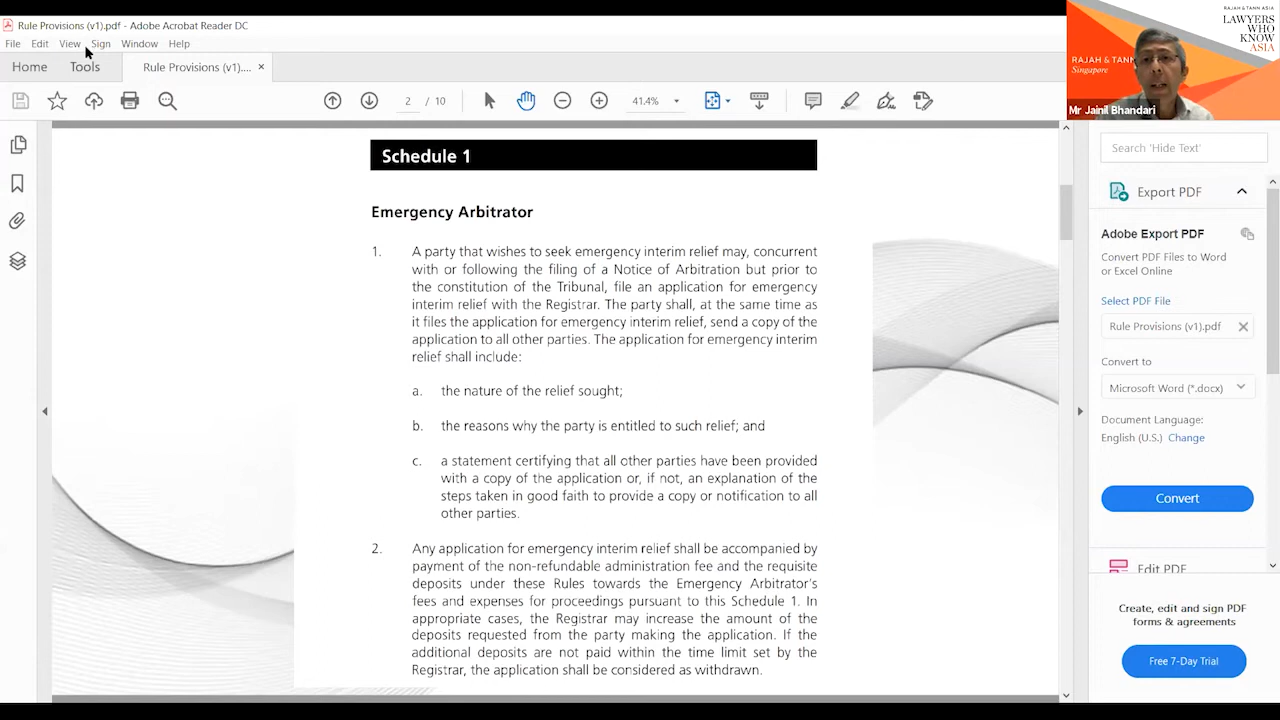 Rule Provisions (v1).pdf - Adobe Acrobat Reader DC
File Edit View Sign Window Help
Home Tools Rule Provisions (v1).... ×
2 / 10 41.4%
RAJAH & TANN ASIA
LAWYERS
WHO
KNOW
ASIA
RAJAH & TANN
Singapore
Mr Jainil Bhandari
Schedule 1
Emergency Arbitrator
1. A party that wishes to seek emergency interim relief may, concurrent
with or following the filing of a Notice of Arbitration but prior to
the constitution of the Tribunal, file an application for emergency
interim relief with the Registrar. The party shall, at the same time as
it files the application for emergency interim relief, send a copy of the
application to all other parties. The application for emergency interim
relief shall include:
a. the nature of the relief sought;
b. the reasons why the party is entitled to such relief; and
c. a statement certifying that all other parties have been provided
with a copy of the application or, if not, an explanation of the
steps taken in good faith to provide a copy or notification to all
other parties.
2. Any application for emergency interim relief shall be accompanied by
payment of the non-refundable administration fee and the requisite
deposits under these Rules towards the Emergency Arbitrator's
fees and expenses for proceedings pursuant to this Schedule 1. In
appropriate cases, the Registrar may increase the amount of the
deposits requested from the party making the application. If the
additional deposits are not paid within the time limit set by the
Registrar, the application shall be considered as withdrawn.
Search 'Hide Text'
Export PDF
Adobe Export PDF
Convert PDF Files to Word
or Excel Online
Select PDF File
Rule Provisions (v1).pdf
Convert to
Microsoft Word (*.docx)
Document Language:
English (U.S.) Change
Convert
Edit PDF
Create, edit and sign PDF
forms & agreements
Free 7-Day Trial